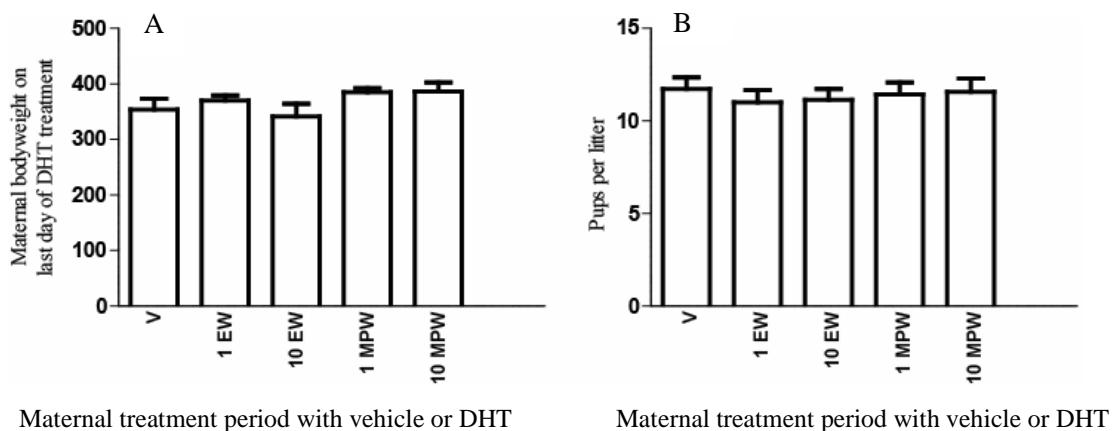 A
Maternal bodyweight on
last day of DHT treatment
500
400
300
200
100
0
V
1 EW
10 EW
1 MPW
10 MPW
Maternal treatment period with vehicle or DHT
B
Pups per litter
15
10
5
0
V
1 EW
10 EW
1 MPW
10 MPW
Maternal treatment period with vehicle or DHT